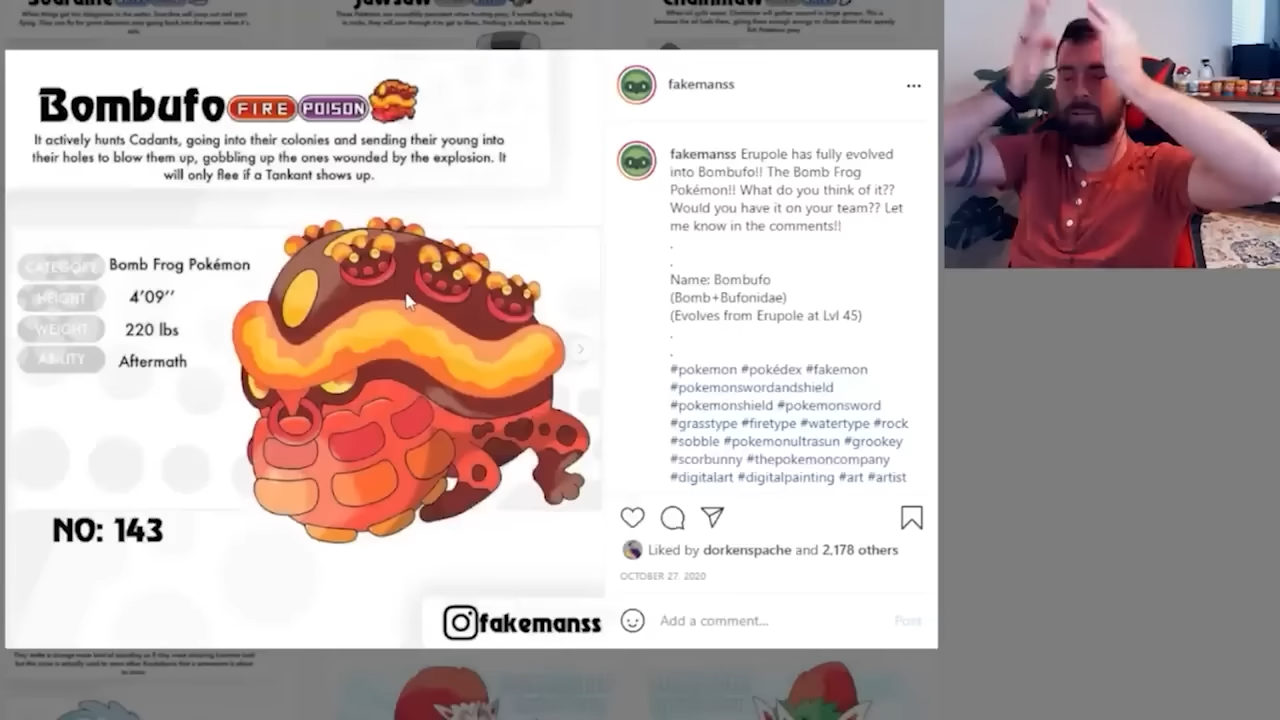 Bombufo FIRE POISON
It actively hunts Cadants, going into their colonies and sending their young into
their holes to blow them up, gobbling up the ones wounded by the explosion. It
will only flee if a Tankant shows up.
CATEGORY Bomb Frog Pokémon
HEIGHT 4'09''
WEIGHT 220 lbs
ABILITY Aftermath
NO: 143
fakemanss
fakemanss
fakemanss Erupole has fully evolved
into Bombufo!! The Bomb Frog
Pokémon!! What do you think of it??
Would you have it on your team?? Let
me know in the comments!!
.
.
Name: Bombufo
(Bomb+Bufonidae)
(Evolves from Erupole at Lvl 45)
.
.
#pokemon #pokédex #fakemon
#pokemonswordandshield
#pokemonshield #pokemonsword
#grasstype #firetype #watertype #rock
#sobble #pokemonultrasun #grookey
#scorbunny #thepokemoncompany
#digitalart #digitalpainting #art #artist
Liked by dorkenspache and 2,178 others
OCTOBER 27, 2020
Add a comment...
Post